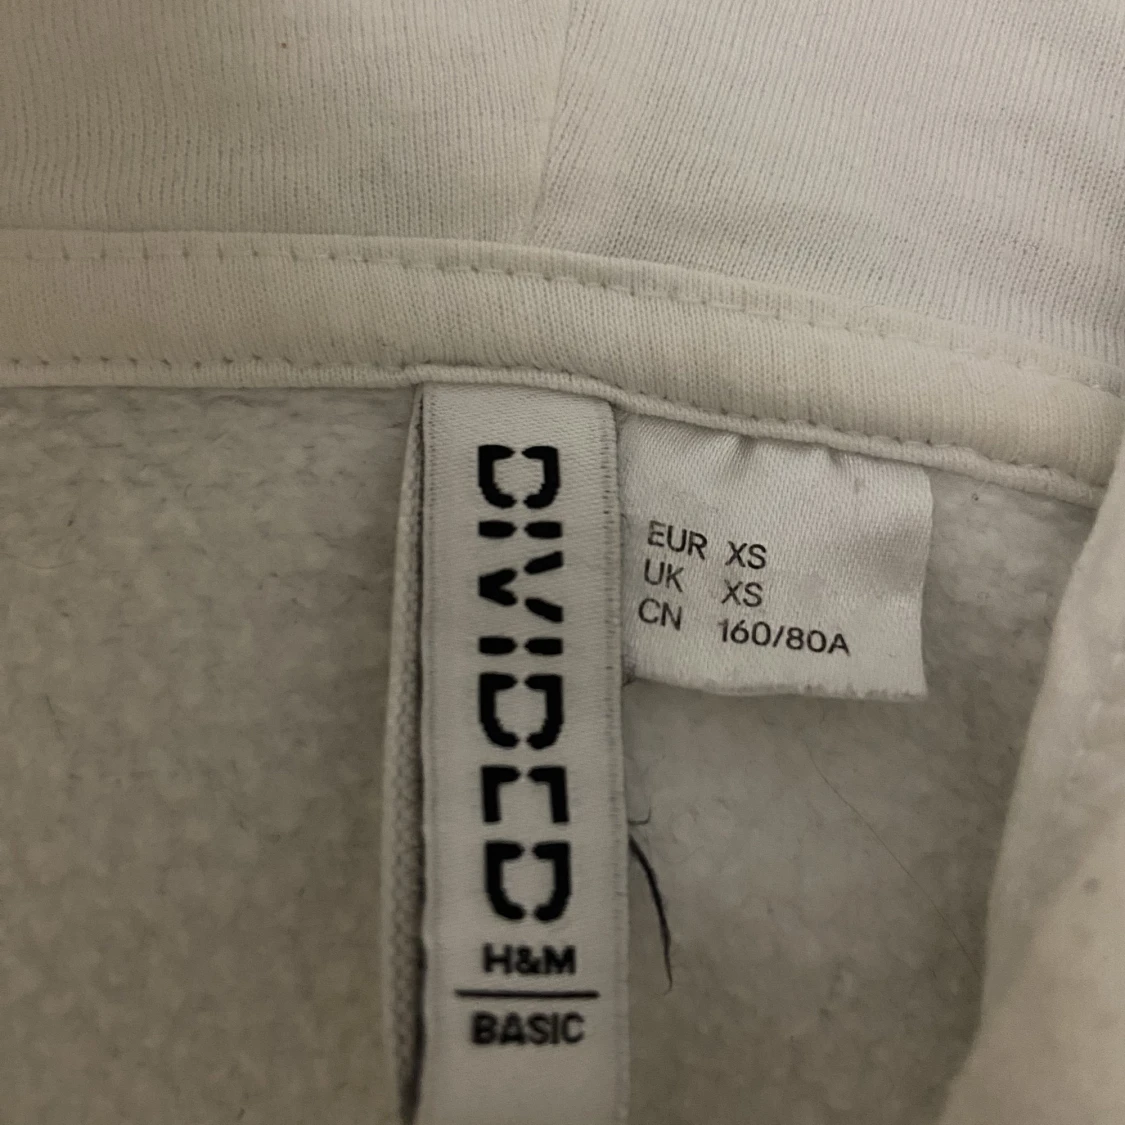 DIVIDED
H&M
BASIC
EUR XS
UK XS
CN 160/80A